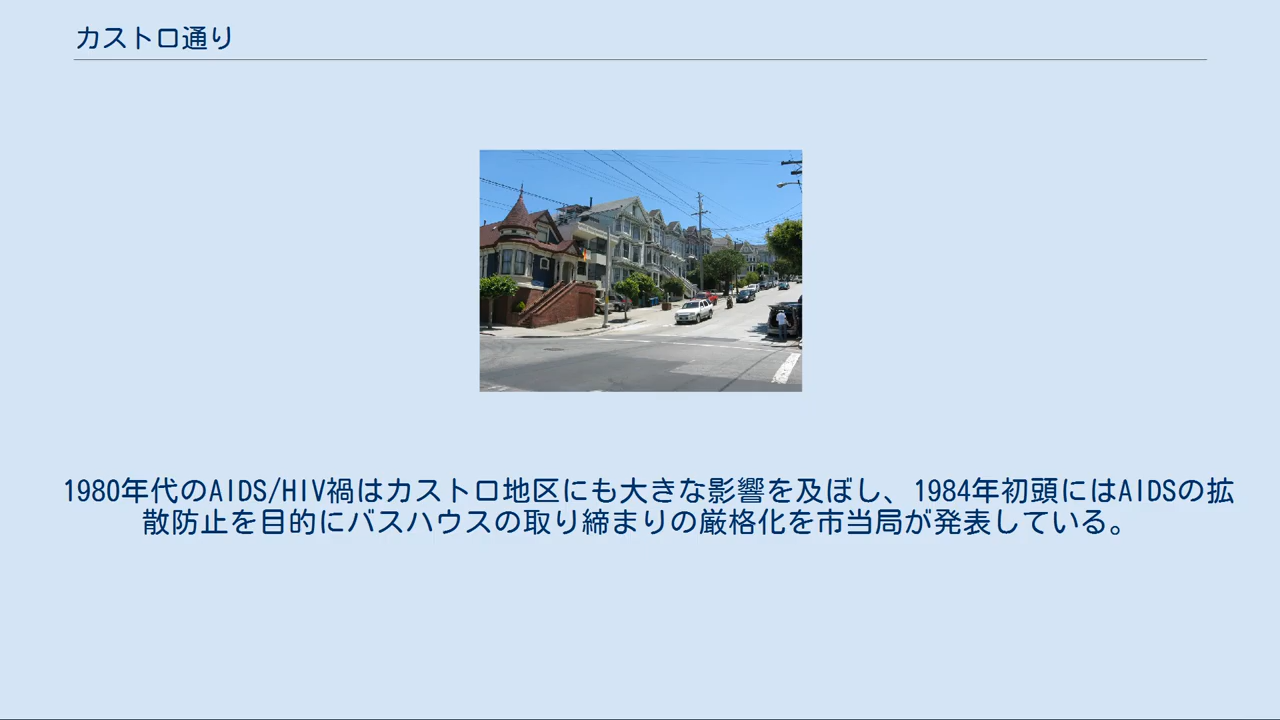 カストロ通り
1980年代のAIDS/HIV禍はカストロ地区にも大きな影響を及ぼし、1984年初頭にはAIDSの拡
散防止を目的にバスハウスの取り締まりの厳格化を市当局が発表している。